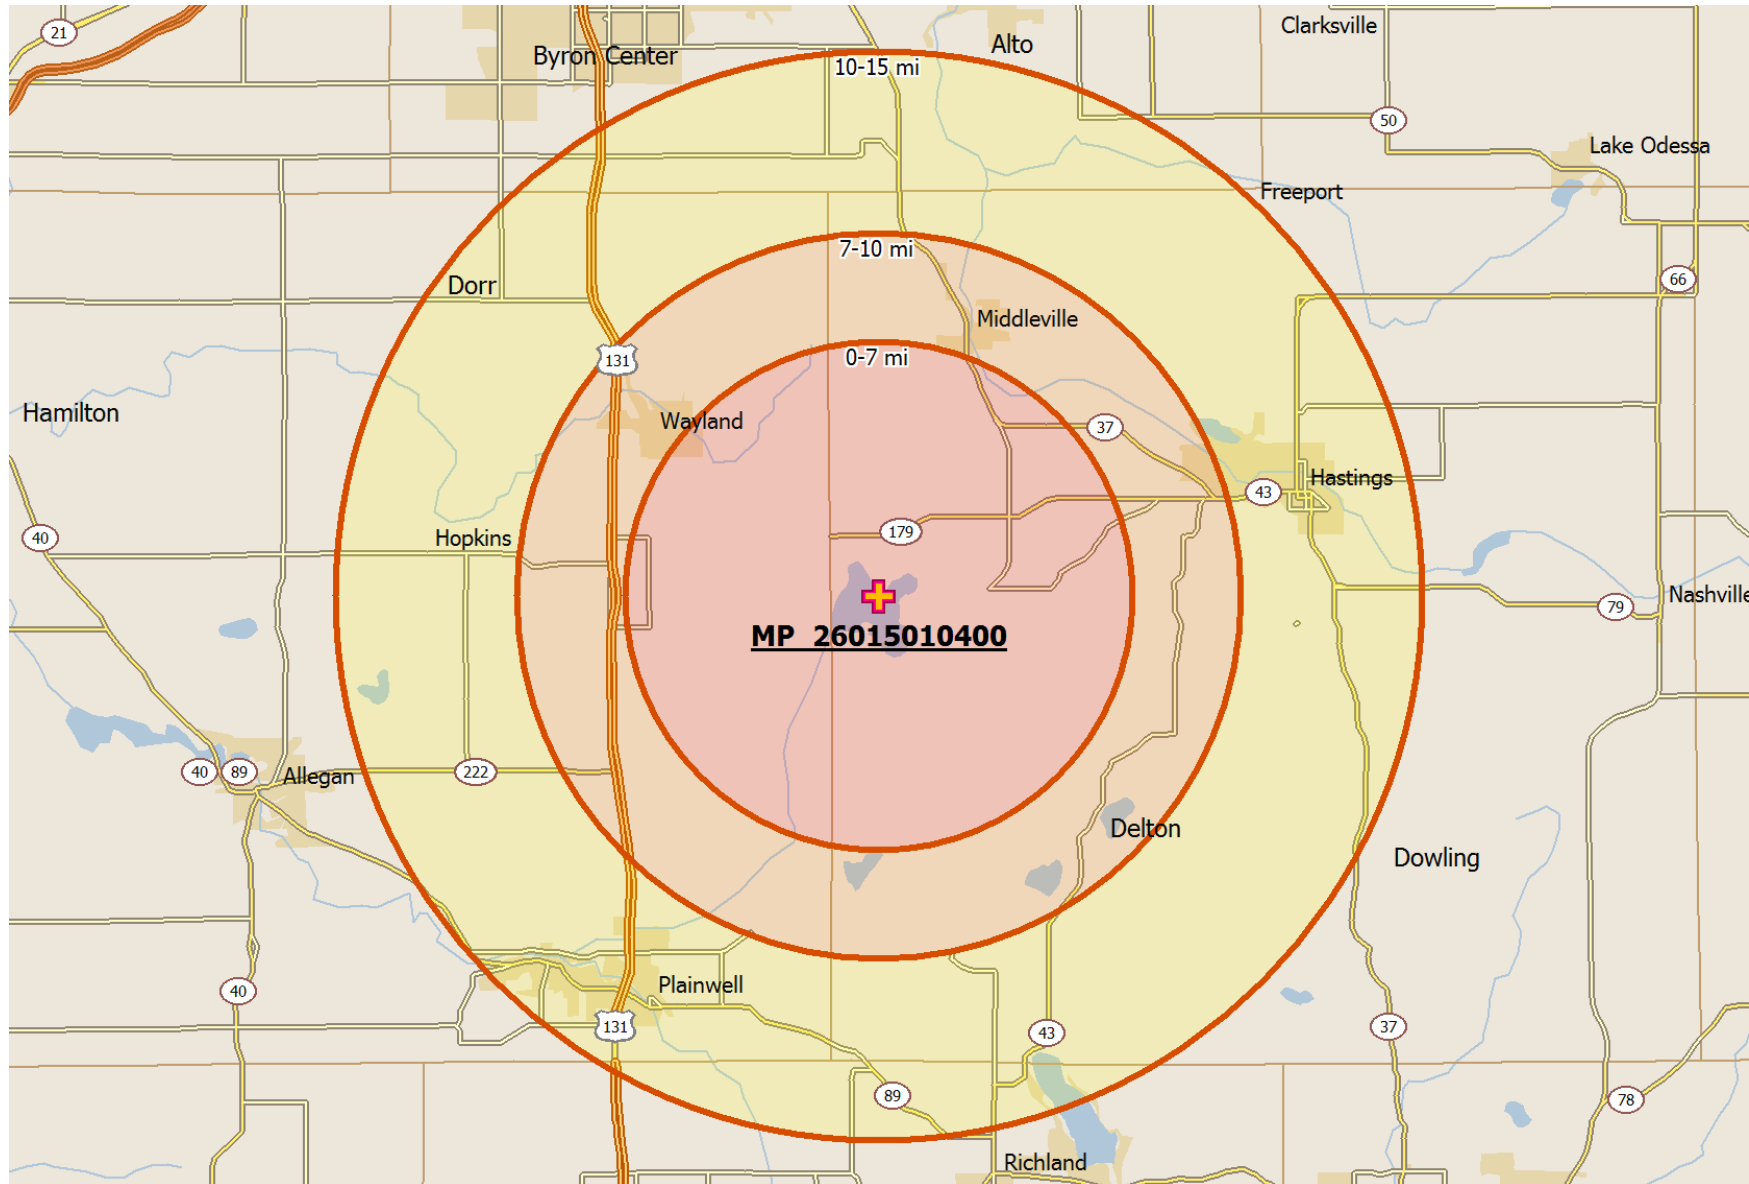 21
Byron Center
Alto
Clarksville
10-15 mi
50
Lake Odessa
Freeport
7-10 mi
Dorr
66
Middleville
131
0-7 mi
Hamilton
Wayland
37
Hastings
43
40
Hopkins
179
Nashville
79
MP 26015010400
40
89
Allegan
222
Delton
Dowling
Plainwell
40
131
43
37
89
78
Richland